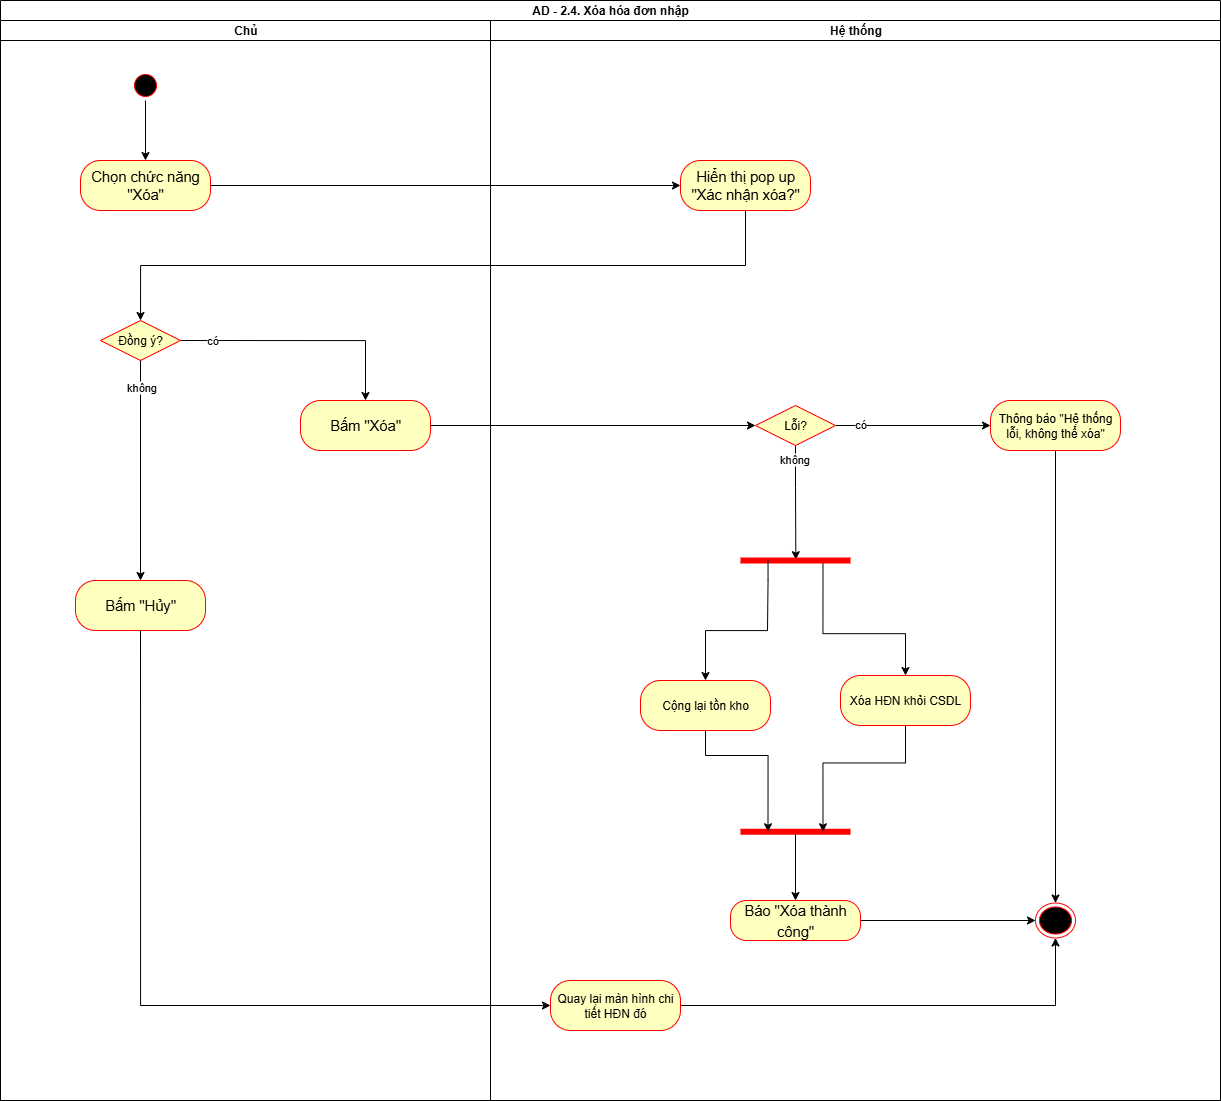 AD - 2.4. Xóa hóa đơn nhập
Chủ
Hệ thống
Chọn chức năng
"Xóa"
Hiển thị pop up
"Xác nhận xóa?"
Đồng ý?
có
không
Bấm "Xóa"
Lỗi?
có
Thông báo "Hệ thống
lỗi, không thể xóa"
không
Bấm "Hủy"
Cộng lại tồn kho
Xóa HĐN khỏi CSDL
Báo "Xóa thành
công"
Quay lại màn hình chi
tiết HĐN đó